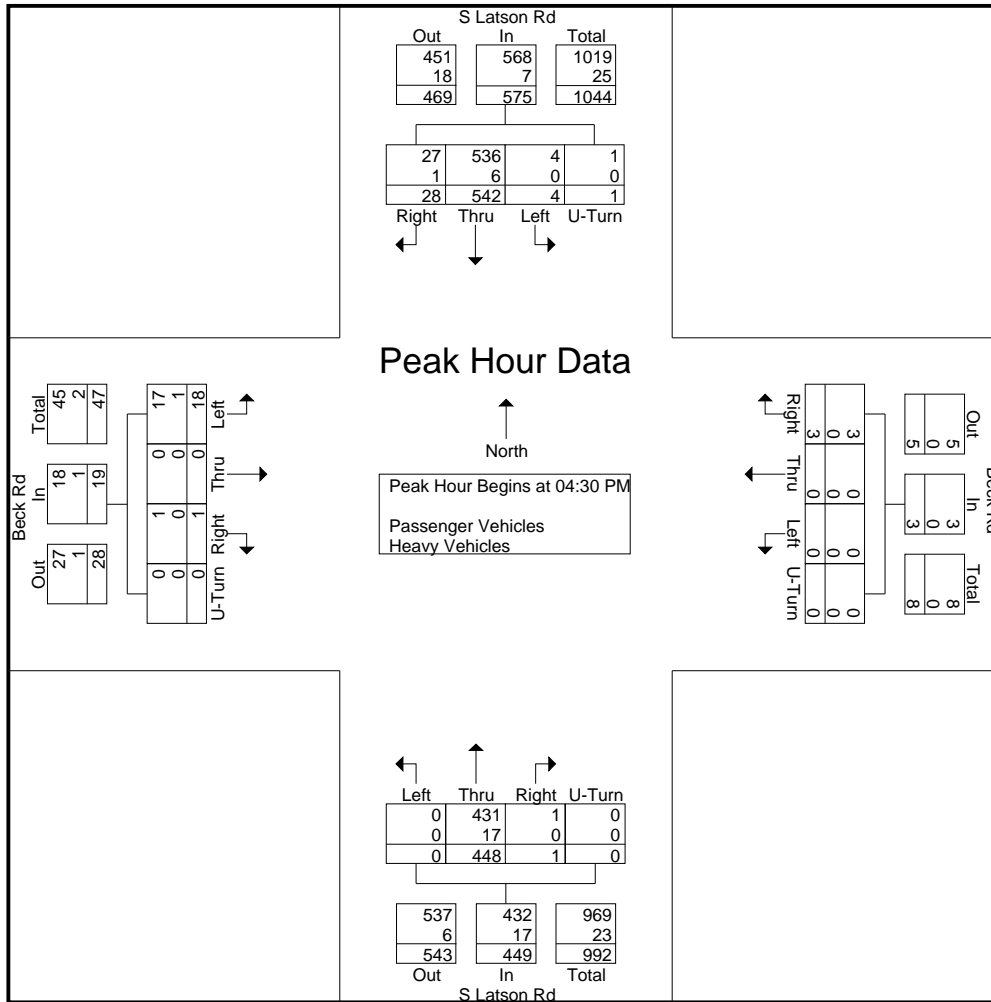 S Latson Rd
Out In Total
451 568 1019
18 7 25
469 575 1044
27 536 4 1
1 6 0 0
28 542 4 1
Right Thru Left U-Turn
Peak Hour Data
North
Peak Hour Begins at 04:30 PM
Passenger Vehicles
Heavy Vehicles
Beck Rd
Total In Out
45 18 27
2 1 1
47 19 28
17 0 1 0
1 0 0 0
18 0 1 0
Left Thru Right U-Turn
Right Thru Left U-Turn
3 0 0 0
0 0 0 0
3 0 0 0
Out In Total
5 3 8
0 0 0
5 3 8
Beck Rd
Left Thru Right U-Turn
0 431 1 0
0 17 0 0
0 448 1 0
537 432 969
6 17 23
543 449 992
Out In Total
S Latson Rd